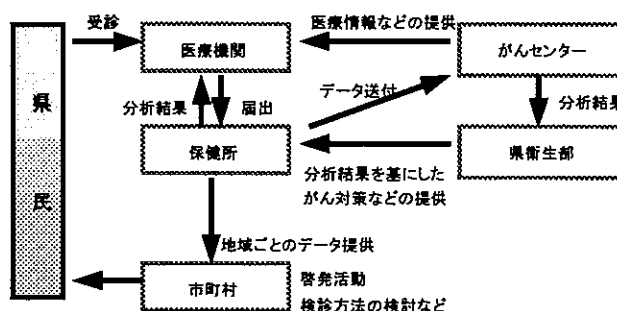 受診
医療情報などの提供
医療機関
がんセンター
県
民
分析結果
届出
データ送付
分析結果
保健所
県衛生部
分析結果を基にした
がん対策などの提供
地域ごとのデータ提供
市町村
啓発活動
検診方法の検討など